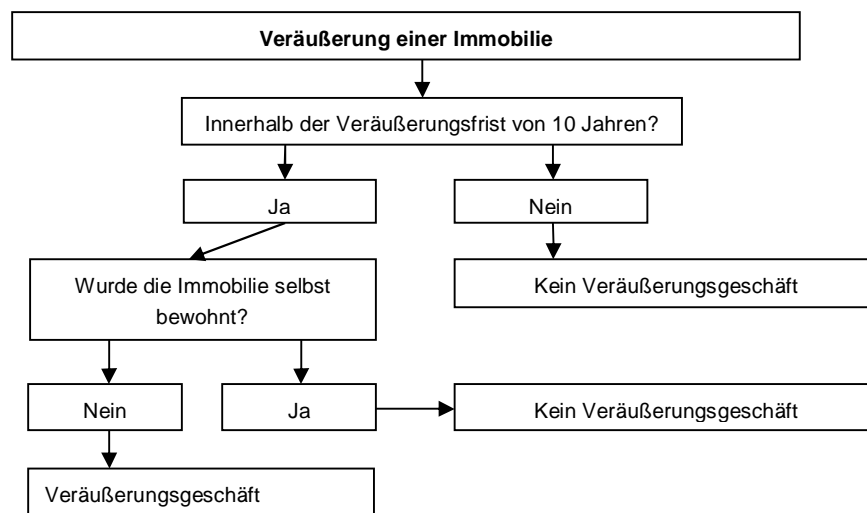 Veräußerung einer Immobilie
Innerhalb der Veräußerungsfrist von 10 Jahren?
Ja
Nein
Wurde die Immobilie selbst
bewohnt?
Kein Veräußerungsgeschäft
Nein
Ja
Kein Veräußerungsgeschäft
Veräußerungsgeschäft